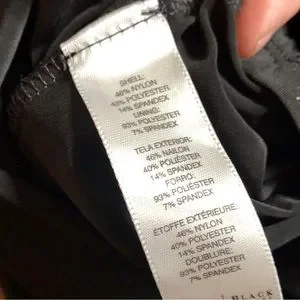 SHELL:
46% NYLON
40% POLYESTER
14% SPANDEX
LINING:
93% POLYESTER
7% SPANDEX
TELA EXTERIOR:
46% NAILON
40% POLIÉSTER
14% SPANDEX
FORRO:
93% POLIÉSTER
7% SPANDEX
ÉTOFFE EXTÉRIEURE:
46% NYLON
40% POLYESTER
14% SPANDEX
DOUBLURE:
93% POLYESTER
7% SPANDEX
BLACK